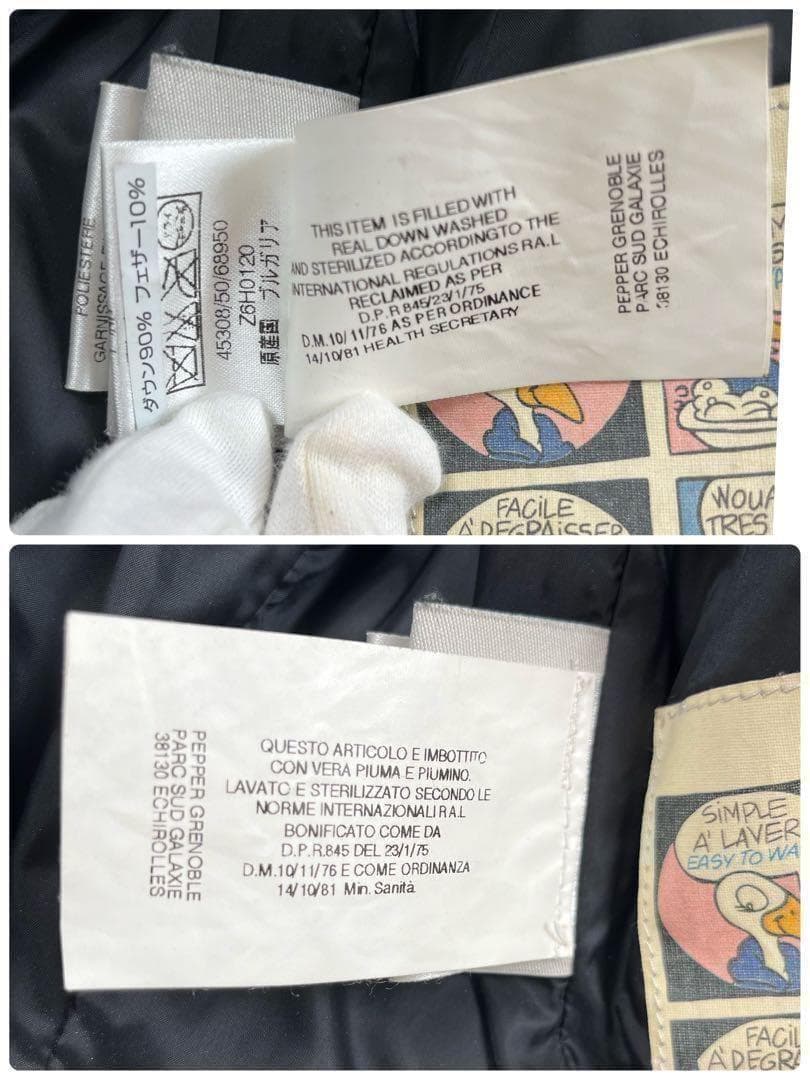 POLIESTERE
GARNISSAGE
ダウン90% フェザー10%
45308/50/68950
Z6H0120
原産国 ブルガリア
THIS ITEM IS FILLED WITH
REAL DOWN WASHED
AND STERILIZED ACCORDINGTO THE
INTERNATIONAL REGULATIONS R.A.L
RECLAIMED AS PER
D.P.R 845/23/1/75
D.M.10/11/76 AS PER ORDINANCE
14/10/81 HEALTH SECRETARY
PEPPER GRENOBLE
PARC SUD GALAXIE
38130 ECHIROLLES
FACILE
A' DEGRAISSER
WOUA
TRES
PEPPER GRENOBLE
PARC SUD GALAXIE
38130 ECHIROLLES
QUESTO ARTICOLO E IMBOTTITO
CON VERA PIUMA E PIUMINO.
LAVATO E STERILIZZATO SECONDO LE
NORME INTERNAZIONALI R.A.L
BONIFICATO COME DA
D.P.R.845 DEL 23/1/75
D.M.10/11/76 E COME ORDINANZA
14/10/81 Min. Sanità
SiMPLE
A' LAVER
EASY TO WA
FACIL
A' DEGRA